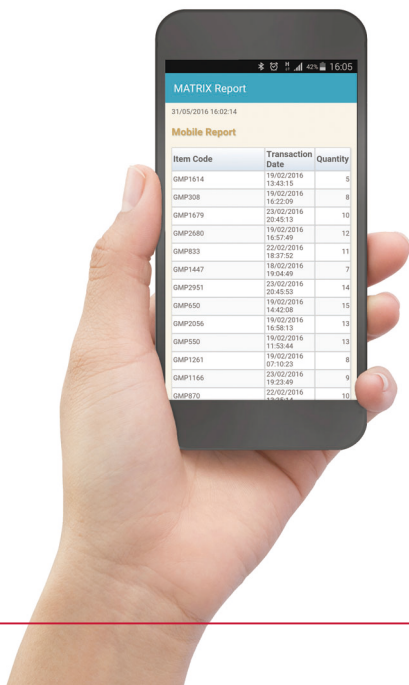 42% 16:05
MATRIX Report
31/05/2016 16:02:14
Mobile Report
Item Code Transaction Date Quantity
GMP1614 19/02/2016 13:43:15 5
GMP308 19/02/2016 16:22:09 8
GMP1679 23/02/2016 20:45:13 10
GMP2680 19/02/2016 16:57:49 12
GMP833 22/02/2016 18:37:52 11
GMP1447 18/02/2016 19:04:49 7
GMP2951 23/02/2016 20:45:53 14
GMP650 19/02/2016 14:42:08 15
GMP2056 19/02/2016 16:58:13 13
GMP550 19/02/2016 11:53:44 13
GMP1261 19/02/2016 07:10:23 8
GMP1166 23/02/2016 19:23:49 9
GMP870 22/02/2016 10